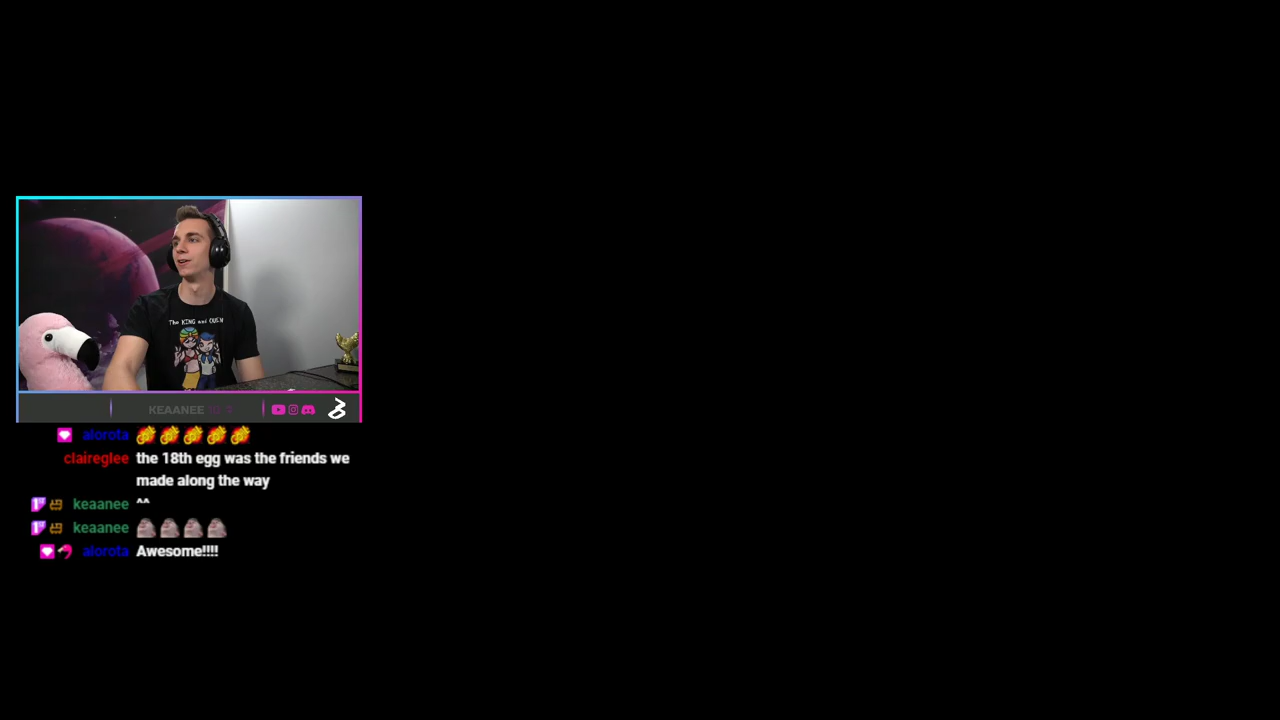 The KING and QUEEN
KEAANEE
alorota
claireglee the 18th egg was the friends we
made along the way
keaanee ^^
keaanee
alorota Awesome!!!!